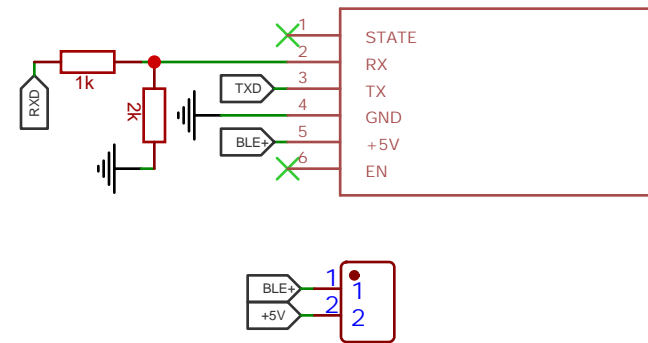 1 STATE
2 RX
3 TX
4 GND
5 +5V
6 EN
RXD
1k
2k
TXD
BLE+
BLE+ 1 1
+5V 2 2